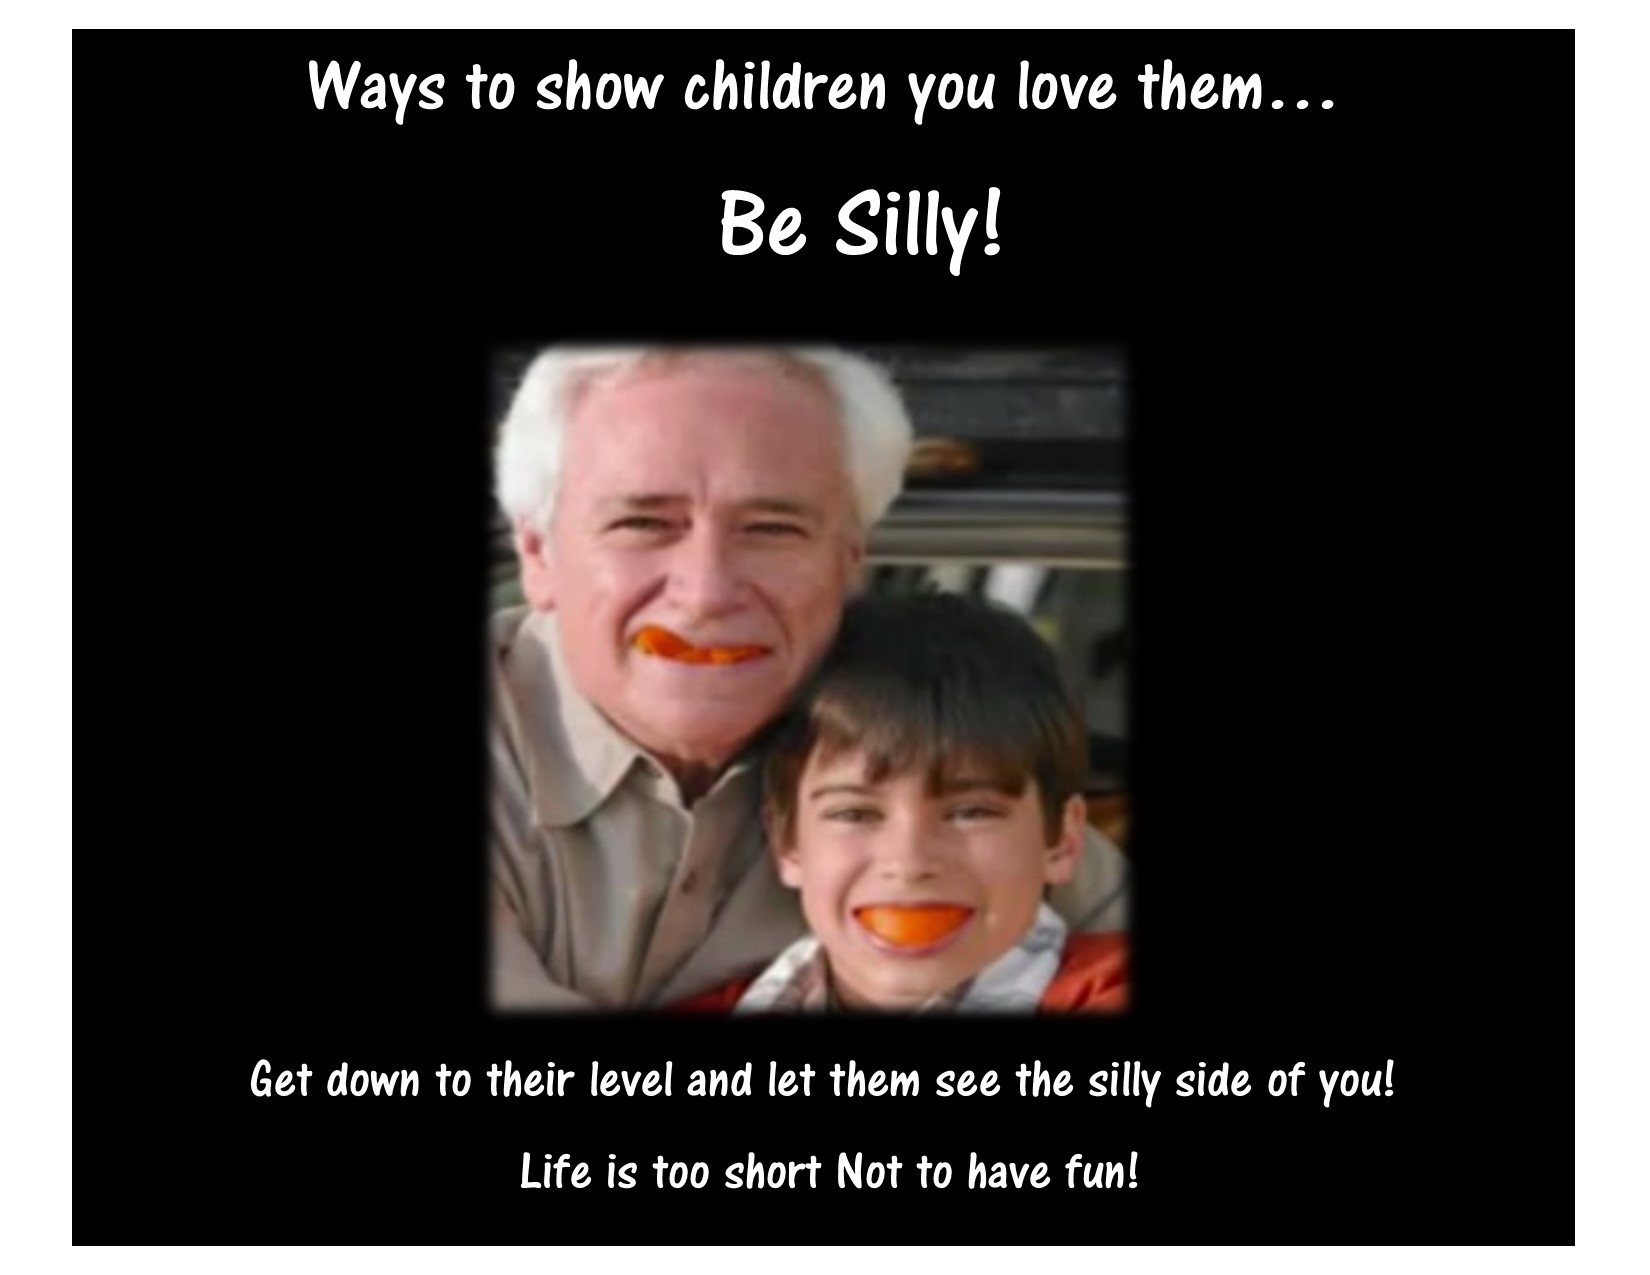 Ways to show children you love them...
Be Silly!
Get down to their level and let them see the silly side of you!
Life is too short Not to have fun!